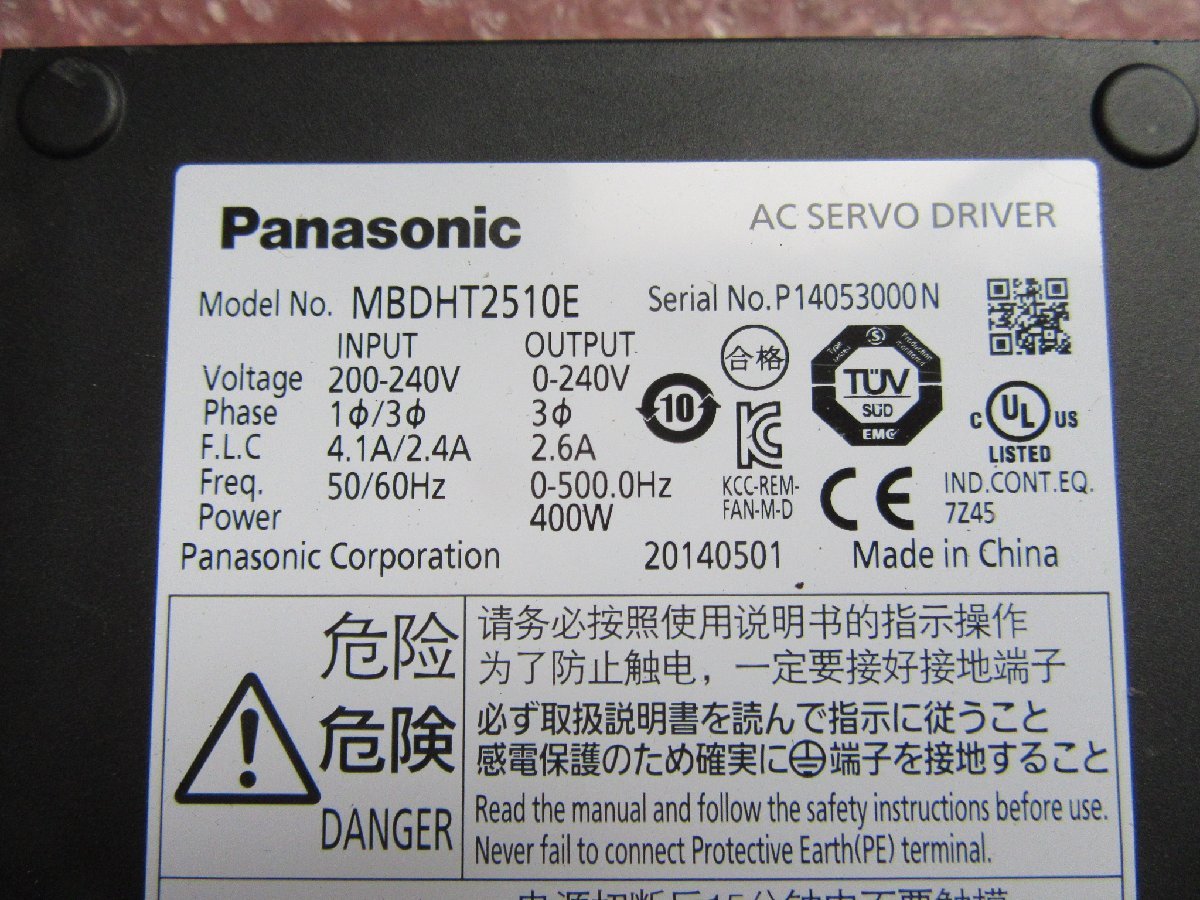 Panasonic
AC SERVO DRIVER
Model No. MBDHT2510E
Serial No.P14053000N
INPUT OUTPUT
Voltage 200-240V 0-240V
Phase 1ϕ/3ϕ 3ϕ
F.L.C 4.1A/2.4A 2.6A
Freq. 50/60Hz 0-500.0Hz
Power 400W
10
合格
KC
KCC-REM-
FAN-M-D
TÜV
SÜD
EMC
CE
C UL US
LISTED
IND.CONT.EQ.
7Z45
Panasonic Corporation 20140501 Made in China
危险
危険
DANGER
请务必按照使用说明书的指示操作
为了防止触电，一定要接好接地端子
必ず取扱説明書を読んで指示に従うこと
感電保護のため確実に端子を接地すること
Read the manual and follow the safety instructions before use.
Never fail to connect Protective Earth(PE) terminal.